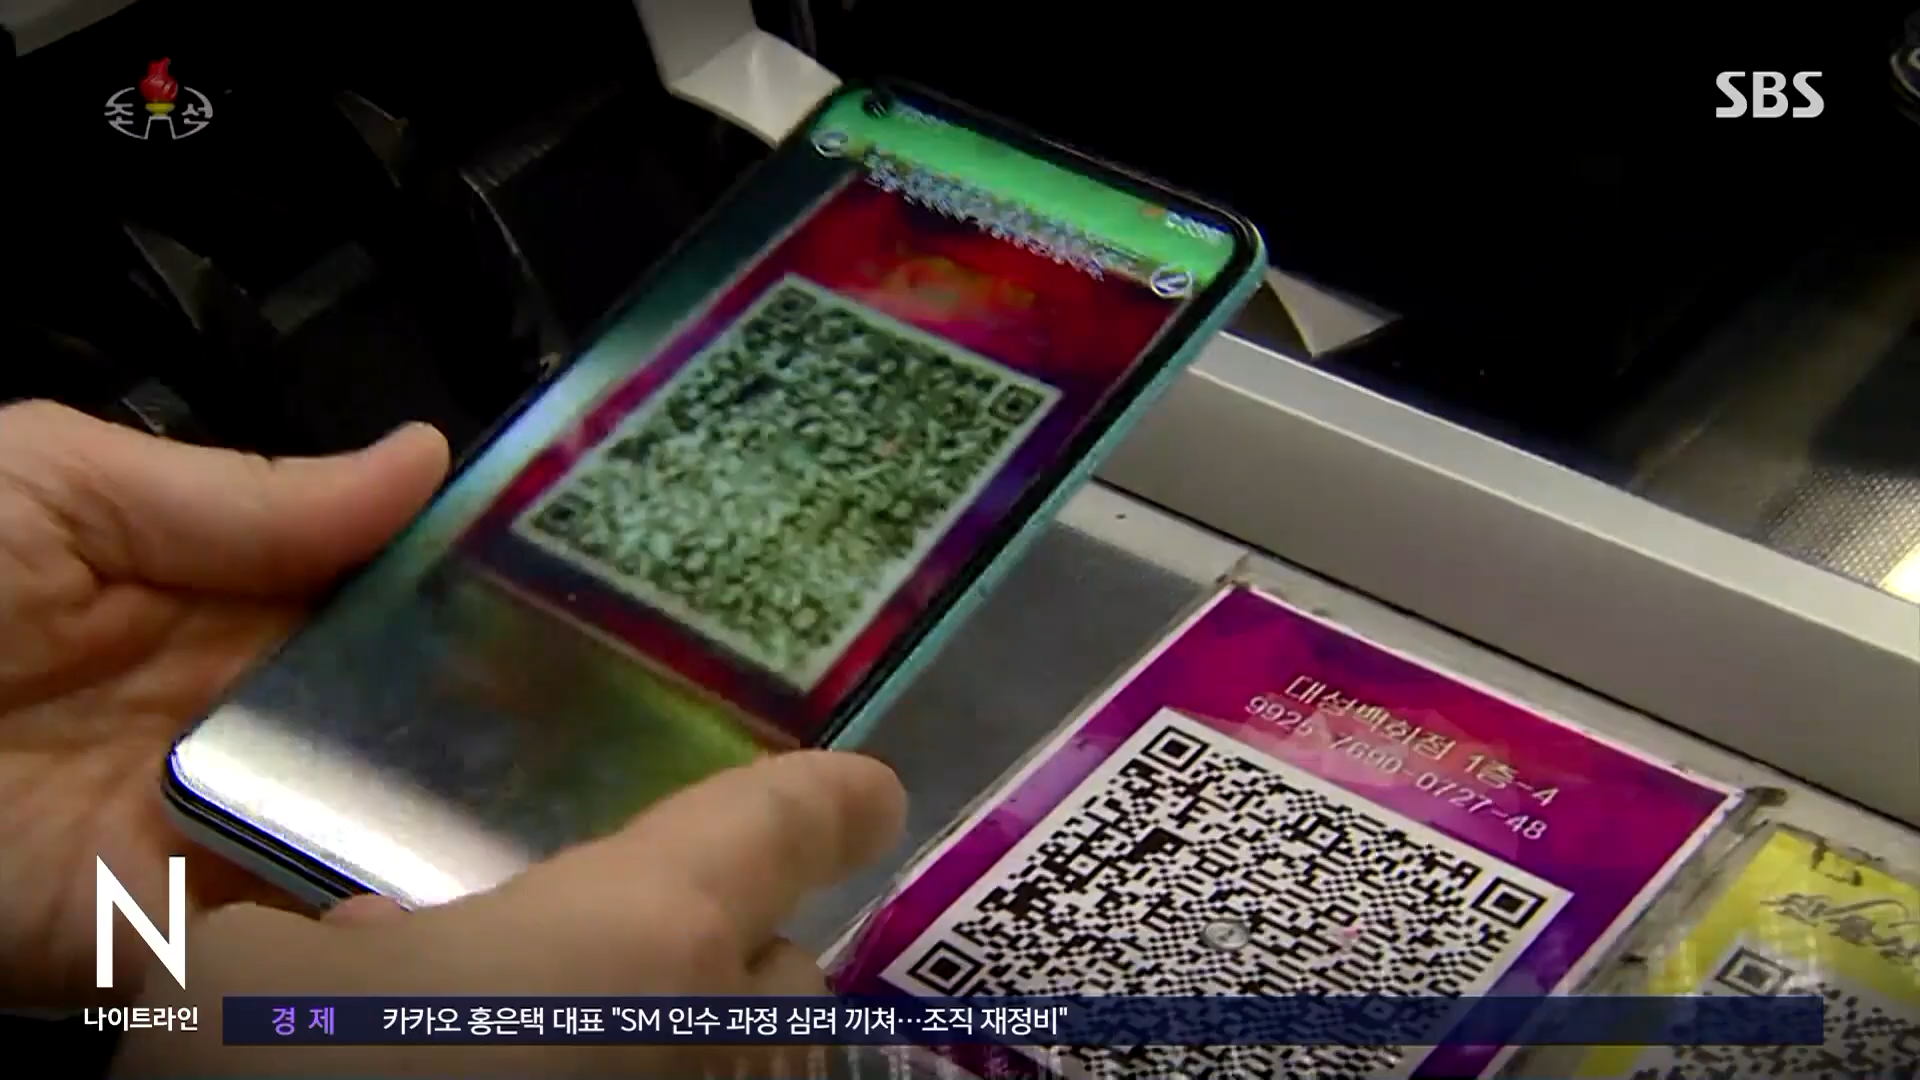 조선
SBS
대성백화점 1층-A
9925-7690-0727-48
N
나이트라인
경제
카카오 홍은택 대표 "SM 인수 과정 심려 끼쳐…조직 재정비"